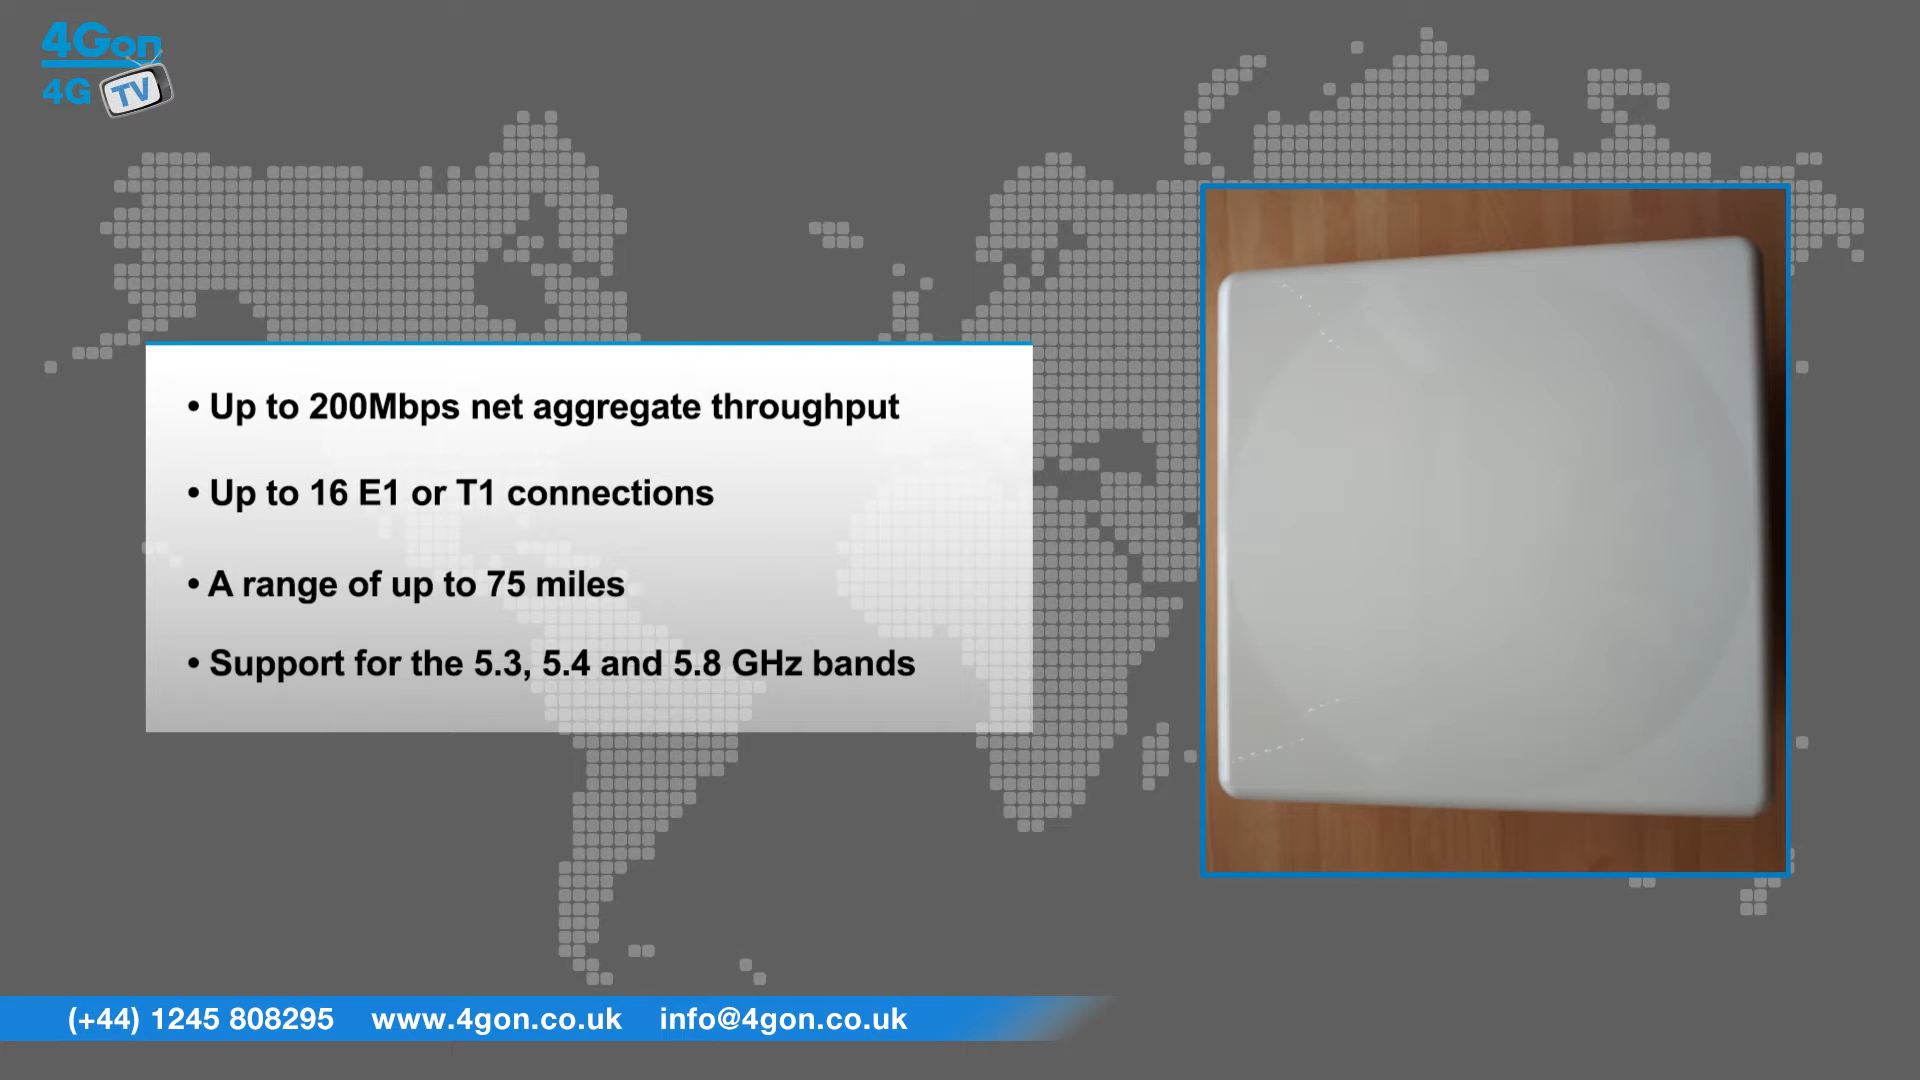 4Gon
4G TV
• Up to 200Mbps net aggregate throughput
• Up to 16 E1 or T1 connections
• A range of up to 75 miles
• Support for the 5.3, 5.4 and 5.8 GHz bands
(+44) 1245 808295 www.4gon.co.uk info@4gon.co.uk